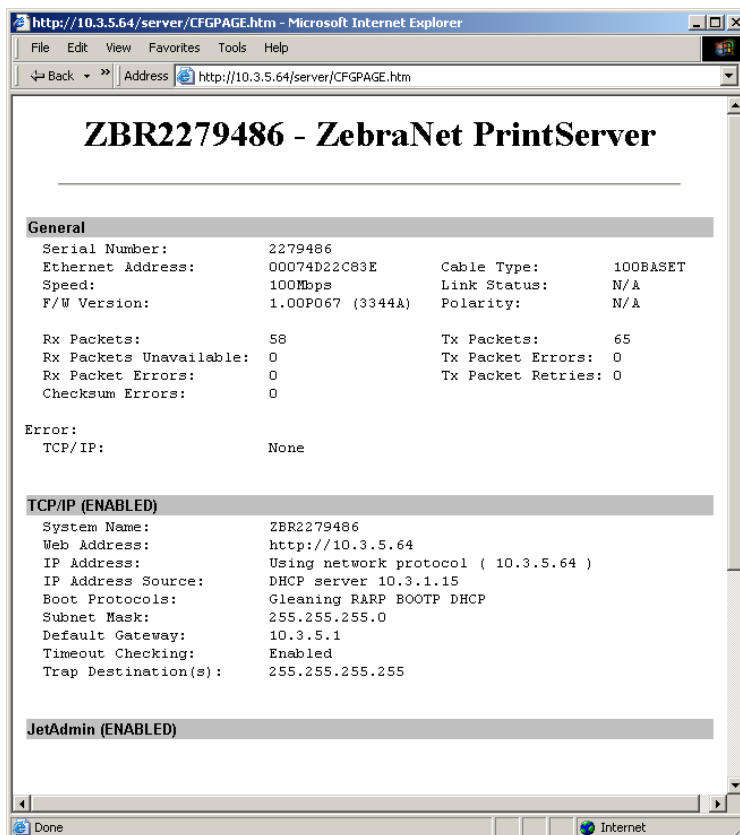 http://10.3.5.64/server/CFGPAGE.htm - Microsoft Internet Explorer
File Edit View Favorites Tools Help
Back » Address http://10.3.5.64/server/CFGPAGE.htm
ZBR2279486 - ZebraNet PrintServer
General
Serial Number: 2279486
Ethernet Address: 00074D22C83E Cable Type: 100BASET
Speed: 100Mbps Link Status: N/A
F/W Version: 1.00P067 (3344A) Polarity: N/A
Rx Packets: 58 Tx Packets: 65
Rx Packets Unavailable: 0 Tx Packet Errors: 0
Rx Packet Errors: 0 Tx Packet Retries: 0
Checksum Errors: 0
Error:
TCP/IP: None
TCP/IP (ENABLED)
System Name: ZBR2279486
Web Address: http://10.3.5.64
IP Address: Using network protocol ( 10.3.5.64 )
IP Address Source: DHCP server 10.3.1.15
Boot Protocols: Gleaning RARP BOOTP DHCP
Subnet Mask: 255.255.255.0
Default Gateway: 10.3.5.1
Timeout Checking: Enabled
Trap Destination(s): 255.255.255.255
JetAdmin (ENABLED)
Done Internet